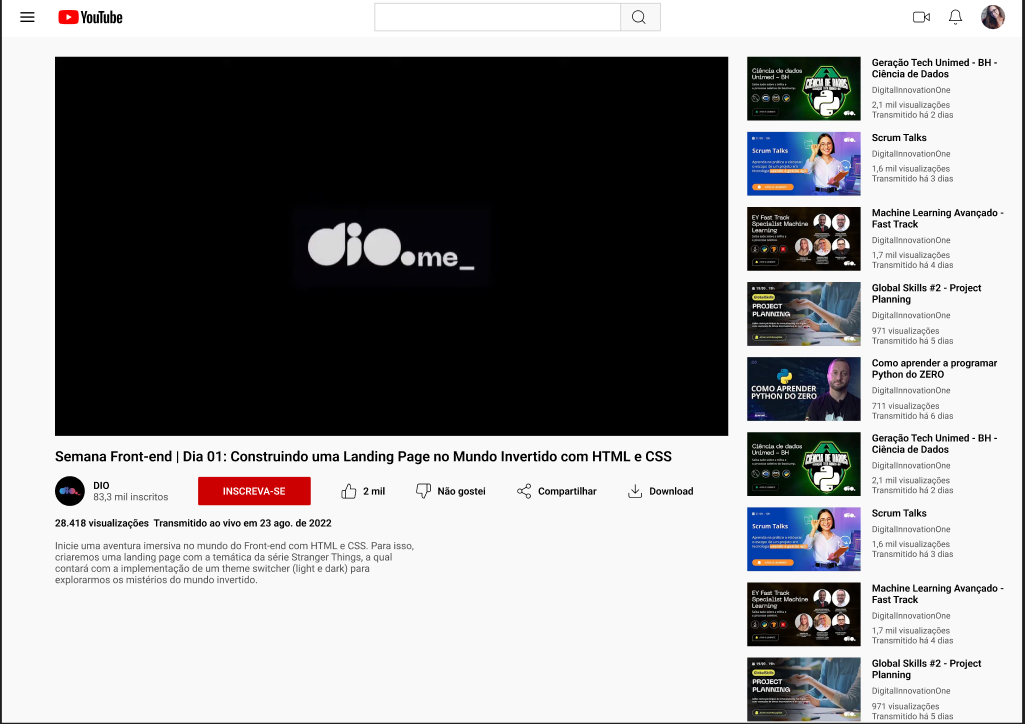 YouTube
dio.me_
Semana Front-end | Dia 01: Construindo uma Landing Page no Mundo Invertido com HTML e CSS
DIO
83,3 mil inscritos
INSCREVA-SE
2 mil
Não gostei
Compartilhar
Download
28.418 visualizações Transmitido ao vivo em 23 ago. de 2022
Inicie uma aventura imersiva no mundo do Front-end com HTML e CSS. Para isso,
criaremos uma landing page com a temática da série Stranger Things, a qual
contará com a implementação de um theme switcher (light e dark) para
explorarmos os mistérios do mundo invertido.
Ciência de dados
Unimed – BH
CIÊNCIA DE DADOS
Geração Tech Unimed - BH -
Ciência de Dados
DigitalInnovationOne
2,1 mil visualizações
Transmitido há 2 dias
Scrum Talks
Scrum Talks
DigitalInnovationOne
1,6 mil visualizações
Transmitido há 3 dias
EY Fast Track
Specialist Machine
Learning
Machine Learning Avançado -
Fast Track
DigitalInnovationOne
1,7 mil visualizações
Transmitido há 4 dias
PROJECT
PLANNING
Global Skills #2 - Project
Planning
DigitalInnovationOne
971 visualizações
Transmitido há 5 dias
COMO APRENDER
PYTHON DO ZERO
Como aprender a programar
Python do ZERO
DigitalInnovationOne
711 visualizações
Transmitido há 6 dias
Ciência de dados
Unimed – BH
CIÊNCIA DE DADOS
Geração Tech Unimed - BH -
Ciência de Dados
DigitalInnovationOne
2,1 mil visualizações
Transmitido há 2 dias
Scrum Talks
Scrum Talks
DigitalInnovationOne
1,6 mil visualizações
Transmitido há 3 dias
EY Fast Track
Specialist Machine
Learning
Machine Learning Avançado -
Fast Track
DigitalInnovationOne
1,7 mil visualizações
Transmitido há 4 dias
PROJECT
PLANNING
Global Skills #2 - Project
Planning
DigitalInnovationOne
971 visualizações
Transmitido há 5 dias